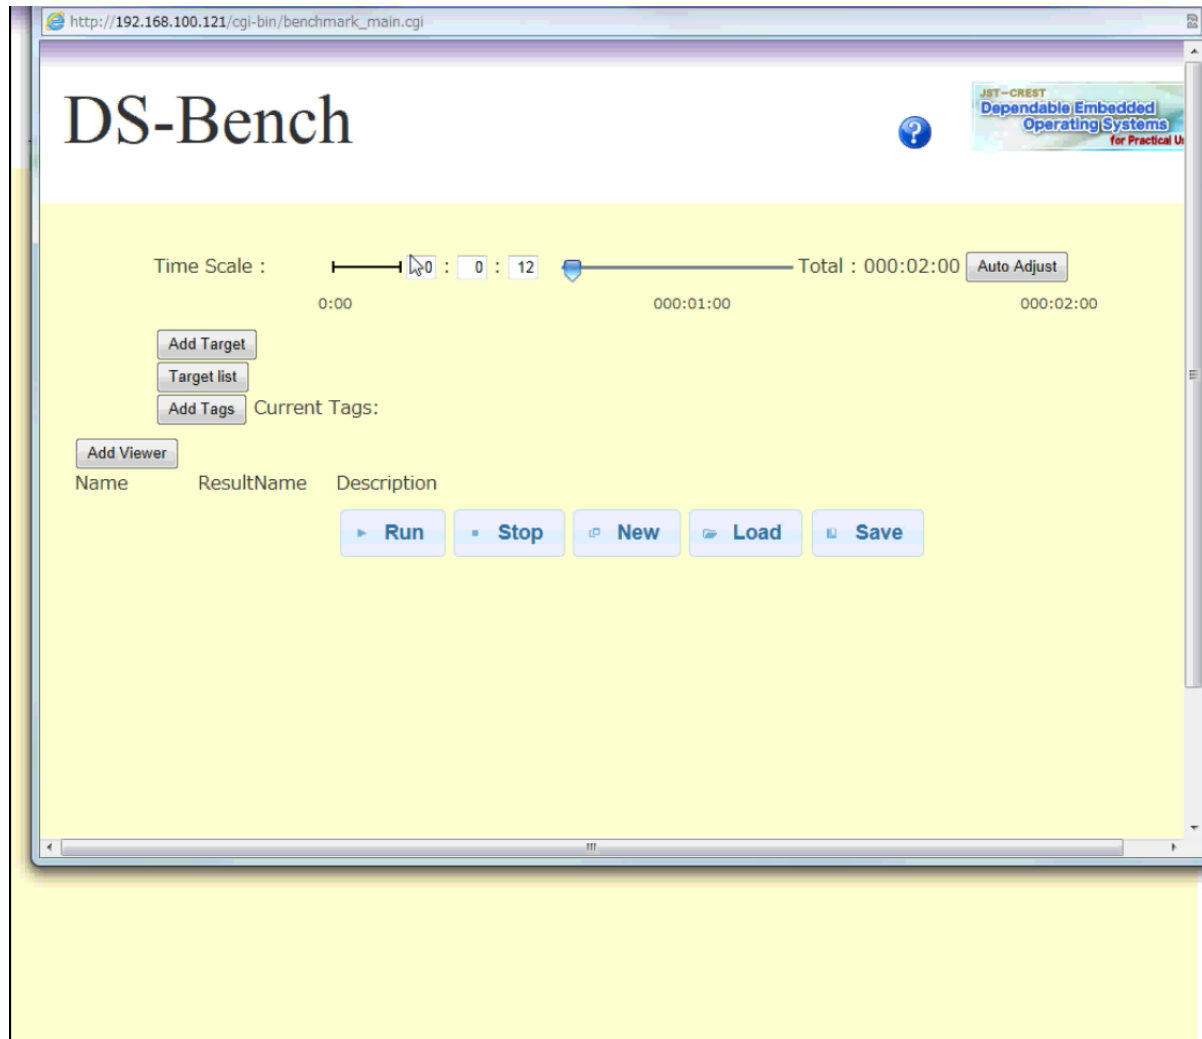 http://192.168.100.121/cgi-bin/benchmark_main.cgi
DS-Bench
?
JST-CREST
Dependable Embedded
Operating Systems
for Practical U
Time Scale : 0 : 0 : 12 Total : 000:02:00 Auto Adjust
0:00 000:01:00 000:02:00
Add Target
Target list
Add Tags Current Tags:
Add Viewer
Name ResultName Description
Run Stop New Load Save